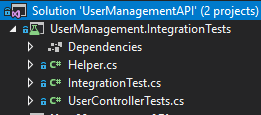 Solution 'UserManagementAPI' (2 projects)
UserManagement.IntegrationTests
Dependencies
C# Helper.cs
C# IntegrationTest.cs
C# UserControllerTests.cs